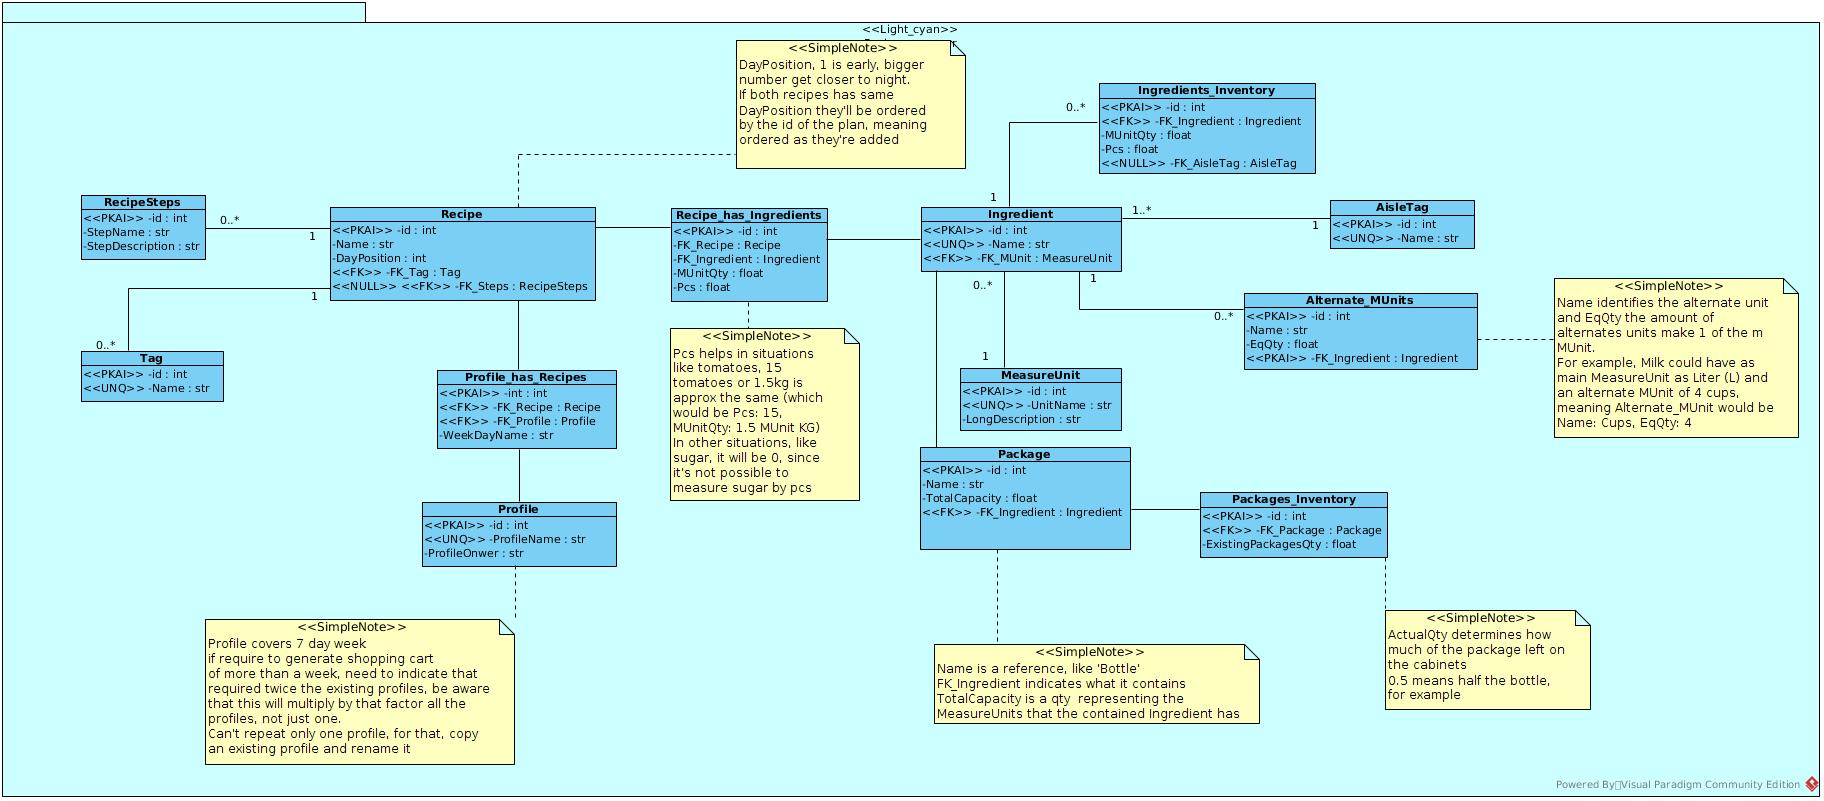 <<Light_cyan>>
<<SimpleNote>>
DayPosition, 1 is early, bigger
number get closer to night.
If both recipes has same
DayPosition they'll be ordered
by the id of the plan, meaning
ordered as they're added
Ingredients_Inventory
<<PKAI>> -id : int
<<FK>> -FK_Ingredient : Ingredient
-MUnitQty : float
-Pcs : float
<<NULL>> -FK_AisleTag : AisleTag
0..*
1
RecipeSteps
<<PKAI>> -id : int
-StepName : str
-StepDescription : str
0..*
1
Recipe
<<PKAI>> -id : int
-Name : str
-DayPosition : int
<<FK>> -FK_Tag : Tag
<<NULL>> <<FK>> -FK_Steps : RecipeSteps
Recipe_has_Ingredients
<<PKAI>> -id : int
-FK_Recipe : Recipe
-FK_Ingredient : Ingredient
-MUnitQty : float
-Pcs : float
Ingredient
<<PKAI>> -id : int
<<UNQ>> -Name : str
<<FK>> -FK_MUnit : MeasureUnit
1..*
1
AisleTag
<<PKAI>> -id : int
<<UNQ>> -Name : str
1
0..*
Tag
<<PKAI>> -id : int
<<UNQ>> -Name : str
0..*
1
1
0..*
Alternate_MUnits
<<PKAI>> -id : int
-Name : str
-EqQty : float
<<PKAI>> -FK_Ingredient : Ingredient
<<SimpleNote>>
Name identifies the alternate unit
and EqQty the amount of
alternates units make 1 of the m
MUnit.
For example, Milk could have as
main MeasureUnit as Liter (L) and
an alternate MUnit of 4 cups,
meaning Alternate_MUnit would be
Name: Cups, EqQty: 4
<<SimpleNote>>
Pcs helps in situations
like tomatoes, 15
tomatoes or 1.5kg is
approx the same (which
would be Pcs: 15,
MUnitQty: 1.5 MUnit KG)
In other situations, like
sugar, it will be 0, since
it's not possible to
measure sugar by pcs
Profile_has_Recipes
<<PKAI>> -int : int
<<FK>> -FK_Recipe : Recipe
<<FK>> -FK_Profile : Profile
-WeekDayName : str
MeasureUnit
<<PKAI>> -id : int
<<UNQ>> -UnitName : str
-LongDescription : str
Package
<<PKAI>> -id : int
-Name : str
-TotalCapacity : float
<<FK>> -FK_Ingredient : Ingredient
Packages_Inventory
<<PKAI>> -id : int
<<FK>> -FK_Package : Package
-ExistingPackagesQty : float
Profile
<<PKAI>> -id : int
<<UNQ>> -ProfileName : str
-ProfileOnwer : str
<<SimpleNote>>
Profile covers 7 day week
if require to generate shopping cart
of more than a week, need to indicate that
required twice the existing profiles, be aware
that this will multiply by that factor all the
profiles, not just one.
Can't repeat only one profile, for that, copy
an existing profile and rename it
<<SimpleNote>>
Name is a reference, like 'Bottle'
FK_Ingredient indicates what it contains
TotalCapacity is a qty representing the
MeasureUnits that the contained Ingredient has
<<SimpleNote>>
ActualQty determines how
much of the package left on
the cabinets
0.5 means half the bottle,
for example
Powered By Visual Paradigm Community Edition